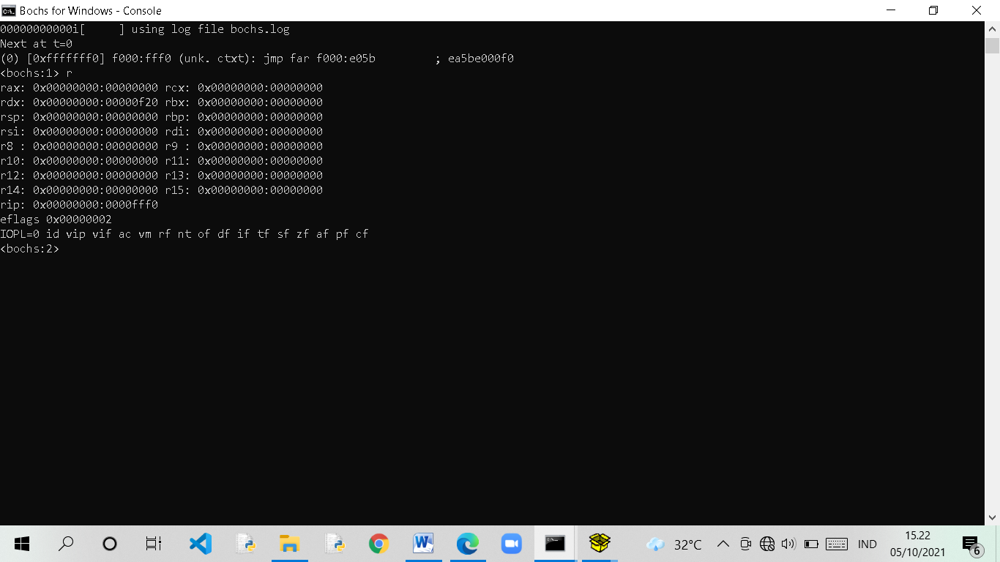 Bochs for Windows - Console
00000000000i[     ] using log file bochs.log
Next at t=0
(0) [0xfffffff0] f000:fff0 (unk. ctxt): jmp far f000:e05b         ; ea5be000f0
<bochs:1> r
rax: 0x00000000:00000000 rcx: 0x00000000:00000000
rdx: 0x00000000:00000f20 rbx: 0x00000000:00000000
rsp: 0x00000000:00000000 rbp: 0x00000000:00000000
rsi: 0x00000000:00000000 rdi: 0x00000000:00000000
r8 : 0x00000000:00000000 r9 : 0x00000000:00000000
r10: 0x00000000:00000000 r11: 0x00000000:00000000
r12: 0x00000000:00000000 r13: 0x00000000:00000000
r14: 0x00000000:00000000 r15: 0x00000000:00000000
rip: 0x00000000:0000fff0
eflags 0x00000002
IOPL=0 id vip vif ac vm rf nt of df if tf sf zf af pf cf
<bochs:2>
32°C
IND
15.22
05/10/2021
6